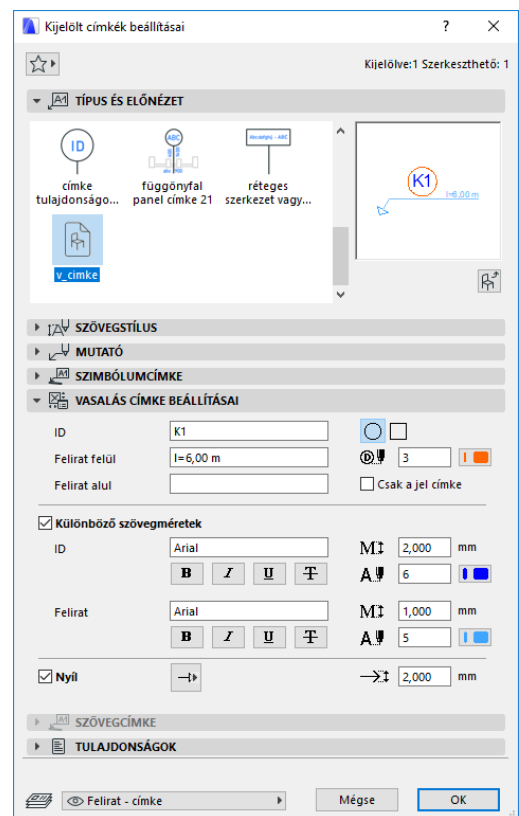 Kijelölt címkék beállításai
Kijelölve:1 Szerkeszthető: 1
TÍPUS ÉS ELŐNÉZET
ID
ABC
Abcdefghij - ABC
címke tulajdonságo...
függönyfal panel címke 21
réteges szerkezet vagy...
v_cimke
K1
l=6,00 m
SZÖVEGSTÍLUS
MUTATÓ
SZIMBÓLUMCÍMKE
VASALÁS CÍMKE BEÁLLÍTÁSAI
ID K1
Felirat felül l=6,00 m 3
Felirat alul Csak a jel címke
Különböző szövegméretek
ID Arial 2,000 mm
B I U T 6
Felirat Arial 1,000 mm
B I U T 5
Nyíl 2,000 mm
SZÖVEGCÍMKE
TULAJDONSÁGOK
Felirat - címke Mégse OK